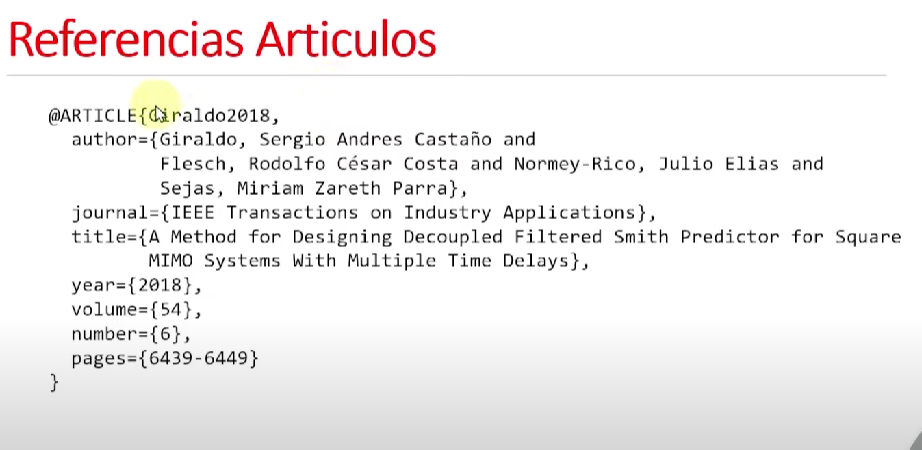 Referencias Articulos
@ARTICLE{Giraldo2018,
author={Giraldo, Sergio Andres Castaño and
Flesch, Rodolfo César Costa and Normey-Rico, Julio Elias and
Sejas, Miriam Zareth Parra},
journal={IEEE Transactions on Industry Applications},
title={A Method for Designing Decoupled Filtered Smith Predictor for Square
MIMO Systems With Multiple Time Delays},
year={2018},
volume={54},
number={6},
pages={6439-6449}
}